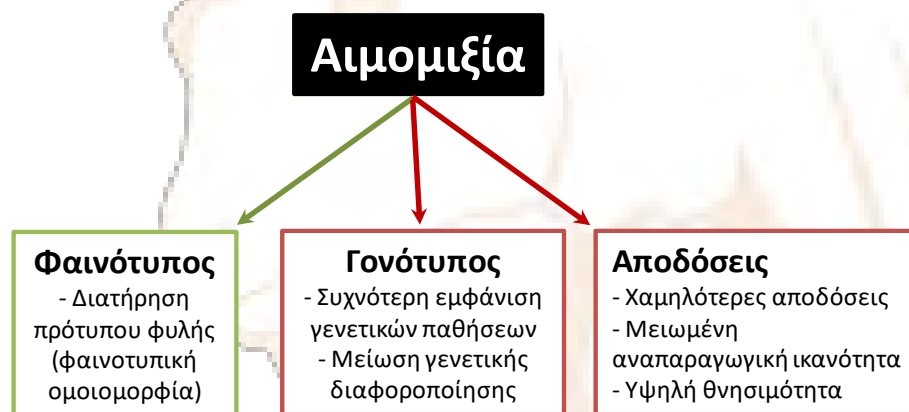 Αιμομιξία
Φαινότυπος
- Διατήρηση
πρότυπου φυλής
(φαινοτυπική
ομοιομορφία)
Γονότυπος
- Συχνότερη εμφάνιση
γενετικών παθήσεων
- Μείωση γενετικής
διαφοροποίησης
Αποδόσεις
- Χαμηλότερες αποδόσεις
- Μειωμένη
αναπαραγωγική ικανότητα
- Υψηλή θνησιμότητα